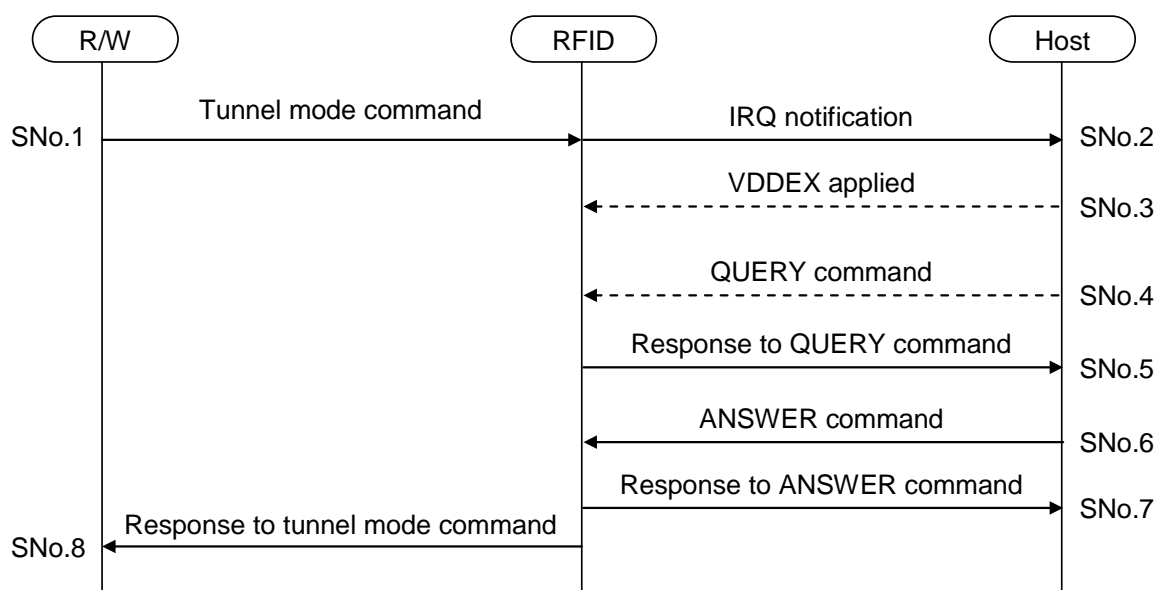 R/W
RFID
Host
Tunnel mode command
IRQ notification
SNo.1
SNo.2
VDDEX applied
SNo.3
QUERY command
SNo.4
Response to QUERY command
SNo.5
ANSWER command
SNo.6
Response to ANSWER command
SNo.7
Response to tunnel mode command
SNo.8